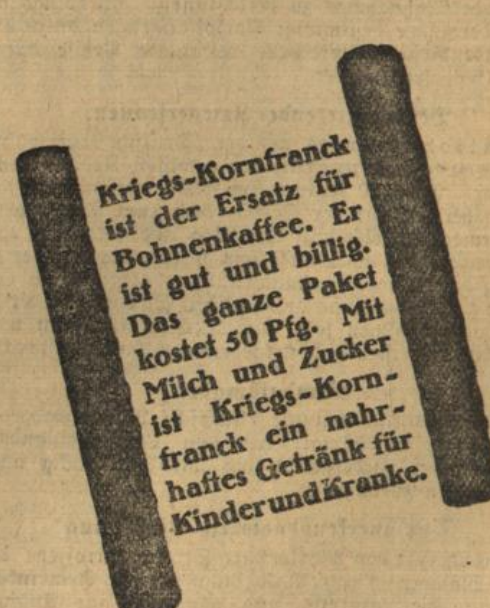 Kriegs-Kornfranck
ist der Ersatz für
Bohnenkaffee. Er
ist gut und billig.
Das ganze Paket
kostet 50 Pfg. Mit
Milch und Zucker
ist Kriegs-Korn-
franck ein nahr-
haftes Getränk für
Kinder und Kranke.